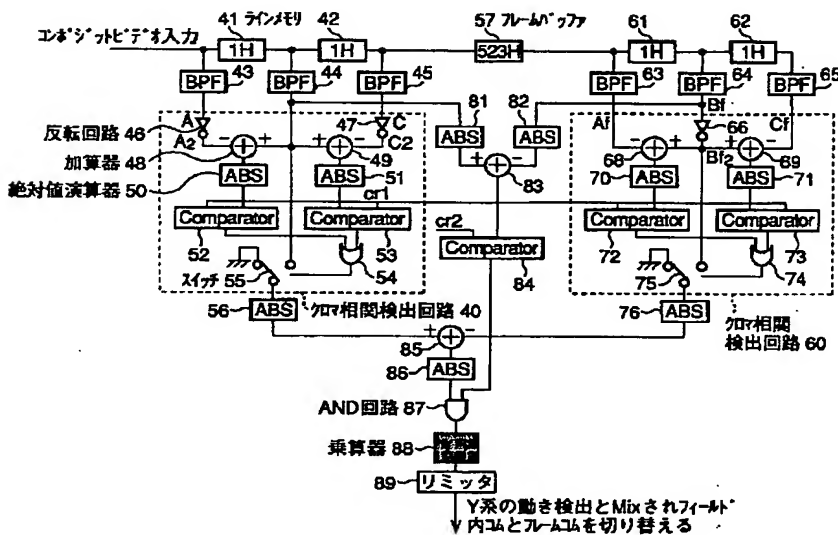 41 ラインメモリ 42 57 フレームバッファ 61 62
コンポジットビデオ入力
1H 1H 523H 1H 1H
BPF 43 BPF 44 BPF 45 BPF 63 BPF 64 BPF 65
81 82 Bf
A 47 C ABS ABS Af 66 Cf
反転回路 46
A2 - + + - C2 + - - + + - Bf2
加算器 48 49 83 68 69
絶対値演算器 50 ABS ABS 51 70 ABS ABS 71
cr1
Comparator Comparator cr2 Comparator Comparator
52 53 54 Comparator 84 72 73 74
スイッチ 55 75
56 ABS クロマ相関検出回路 40 76 ABS
クロマ相関
検出回路 60
+ -
85
86 ABS
AND回路 87
乗算器 88
89 リミッタ
Y系の動き検出とMixされフィールド
内コムとフレームコムを切り替える